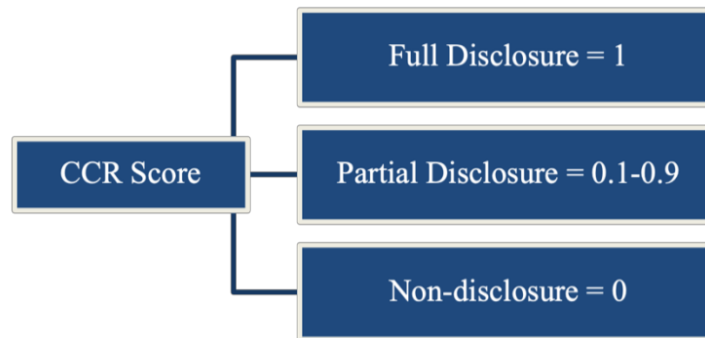 Full Disclosure = 1
CCR Score
Partial Disclosure = 0.1-0.9
Non-disclosure = 0